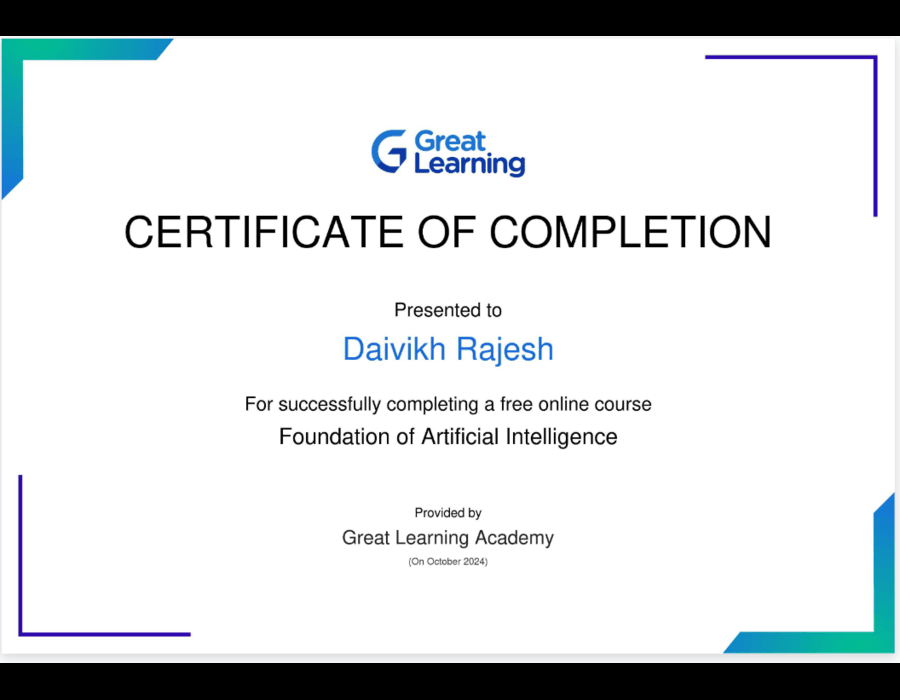 Great
Learning
CERTIFICATE OF COMPLETION
Presented to
Daivikh Rajesh
For successfully completing a free online course
Foundation of Artificial Intelligence
Provided by
Great Learning Academy
(On October 2024)